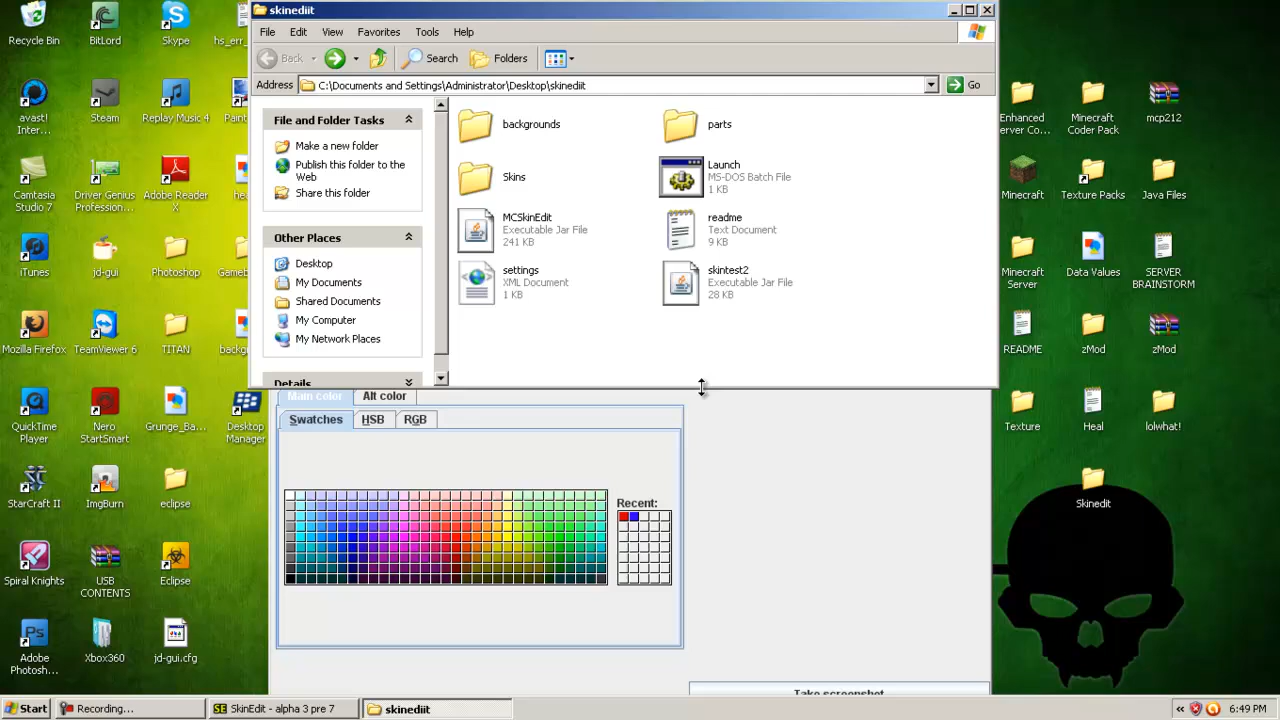 skinediit
File Edit View Favorites Tools Help
Back Search Folders
Address C:\Documents and Settings\Administrator\Desktop\skinediit Go
File and Folder Tasks
Make a new folder
Publish this folder to the
Web
Share this folder
Other Places
Desktop
My Documents
Shared Documents
My Computer
My Network Places
Details
backgrounds
parts
Skins
Launch
MS-DOS Batch File
1 KB
MCSkinEdit
Executable Jar File
241 KB
readme
Text Document
9 KB
settings
XML Document
1 KB
skintest2
Executable Jar File
28 KB
Main color Alt color
Swatches HSB RGB
Recent:
Take screenshot
Recycle Bin
BitLord
Skype
hs_err_
avast!
Inter...
Steam
Replay Music 4
Camtasia
Studio 7
Driver Genius
Profession...
Adobe Reader
X
iTunes
jd-gui
Photoshop
Mozilla Firefox
TeamViewer 6
TITAN
QuickTime
Player
Nero
StartSmart
Grunge_Ba...
Desktop
Manager
StarCraft II
ImgBurn
eclipse
Spiral Knights
USB
CONTENTS
Eclipse
Adobe
Photosh...
Xbox360
jd-gui.cfg
Enhanced
Minecraft
Coder Pack
mcp212
Minecraft
Texture Packs
Java Files
Minecraft
Server
Data Values
SERVER
BRAINSTORM
README
zMod
zMod
Texture
Heal
lolwhat!
Skinedit
Start Recording... SkinEdit - alpha 3 pre 7 skinediit 6:49 PM